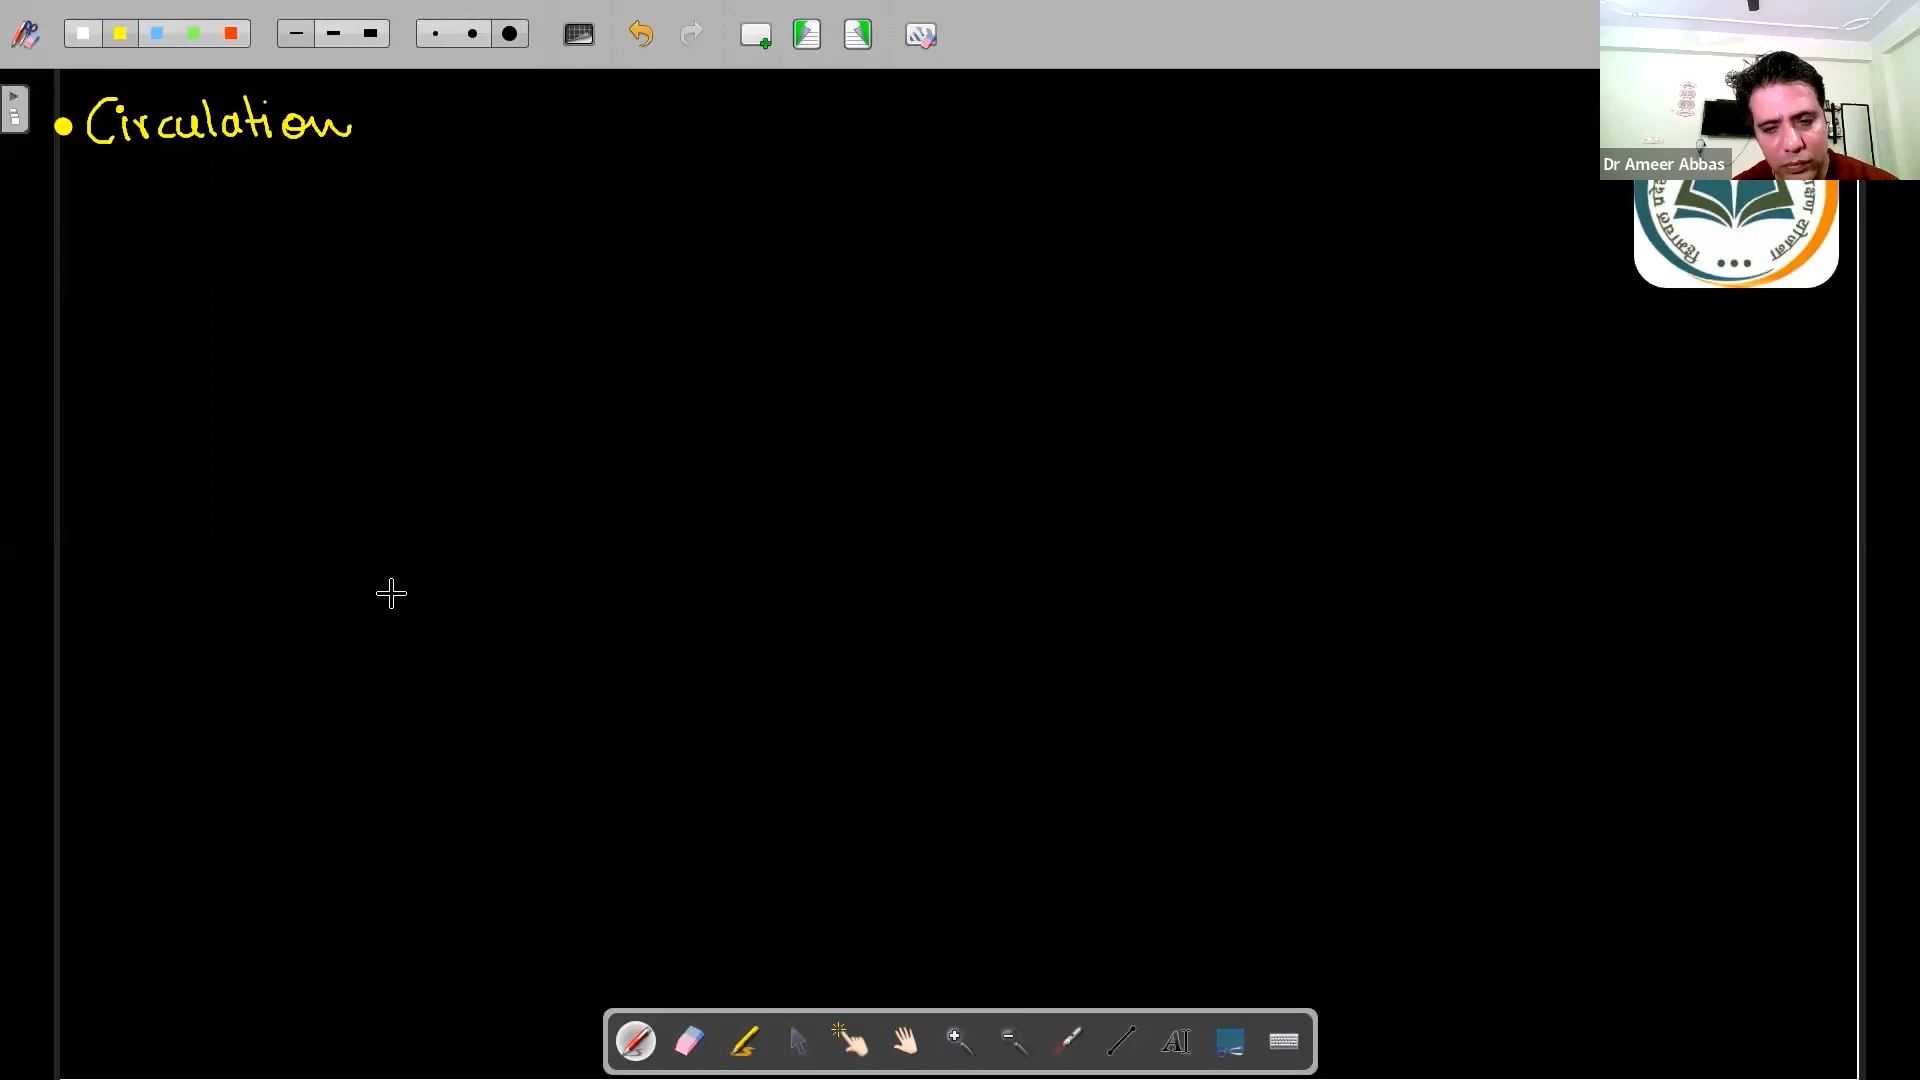 • Circulation
Dr Ameer Abbas